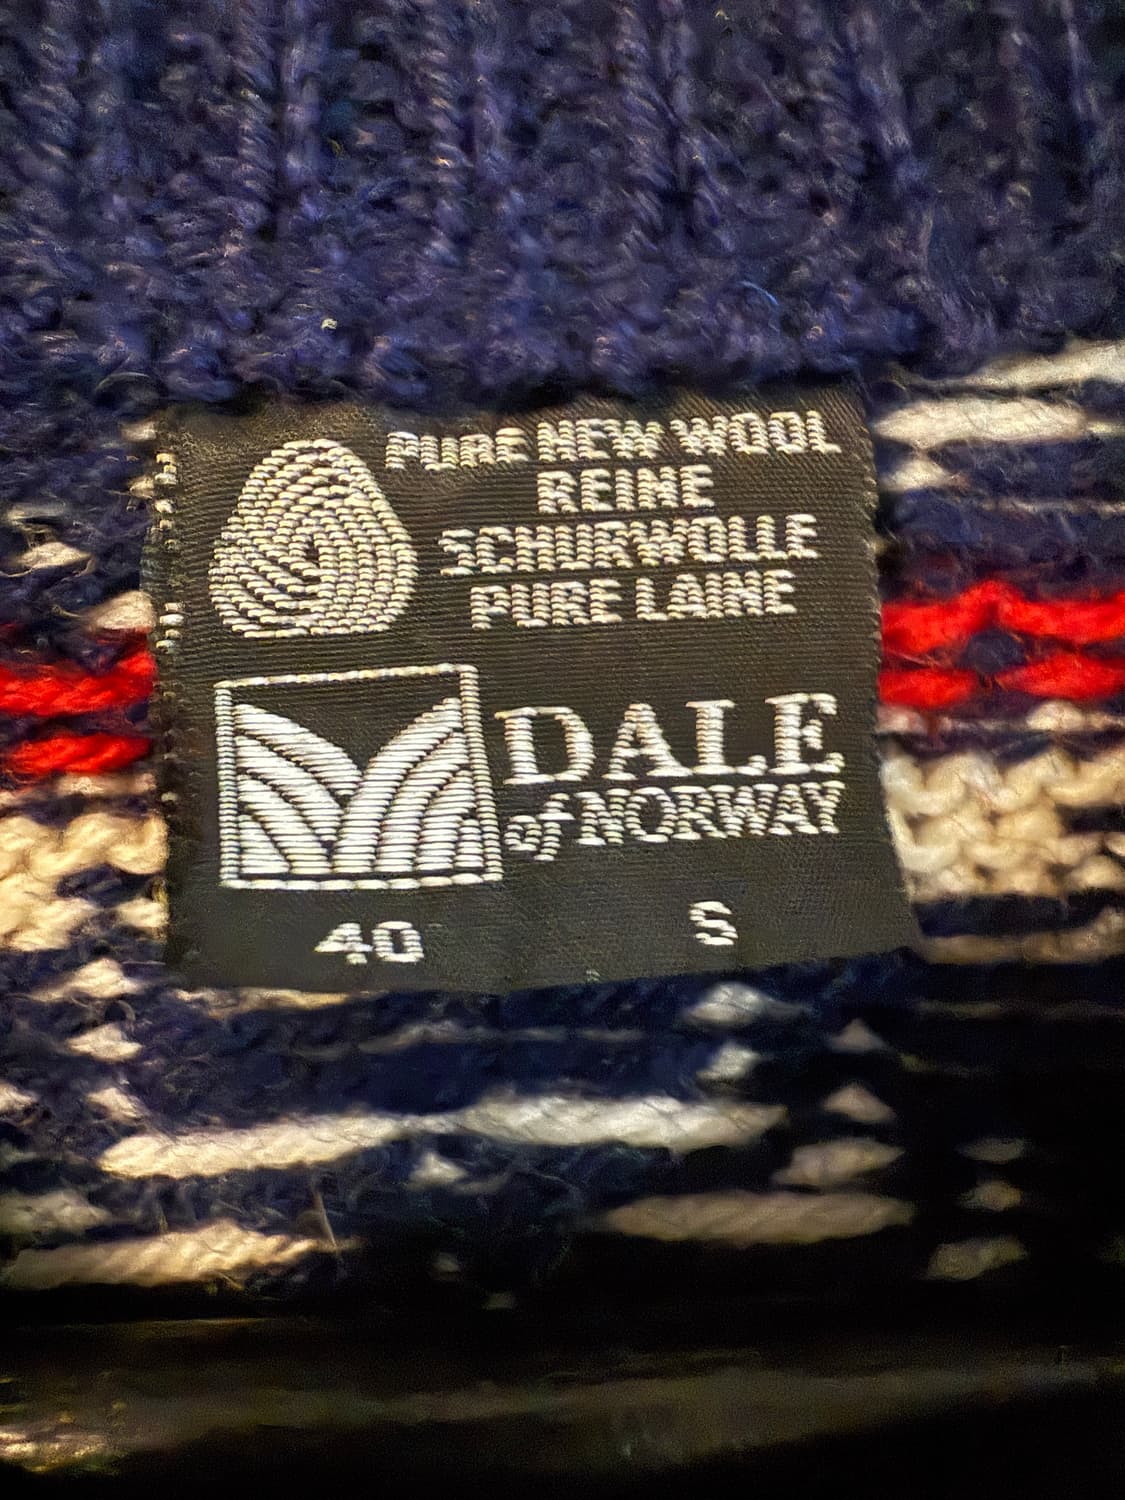 PURE NEW WOOL
REINE
SCHURWOLLE
PURE LAINE
DALE
of NORWAY
40 S